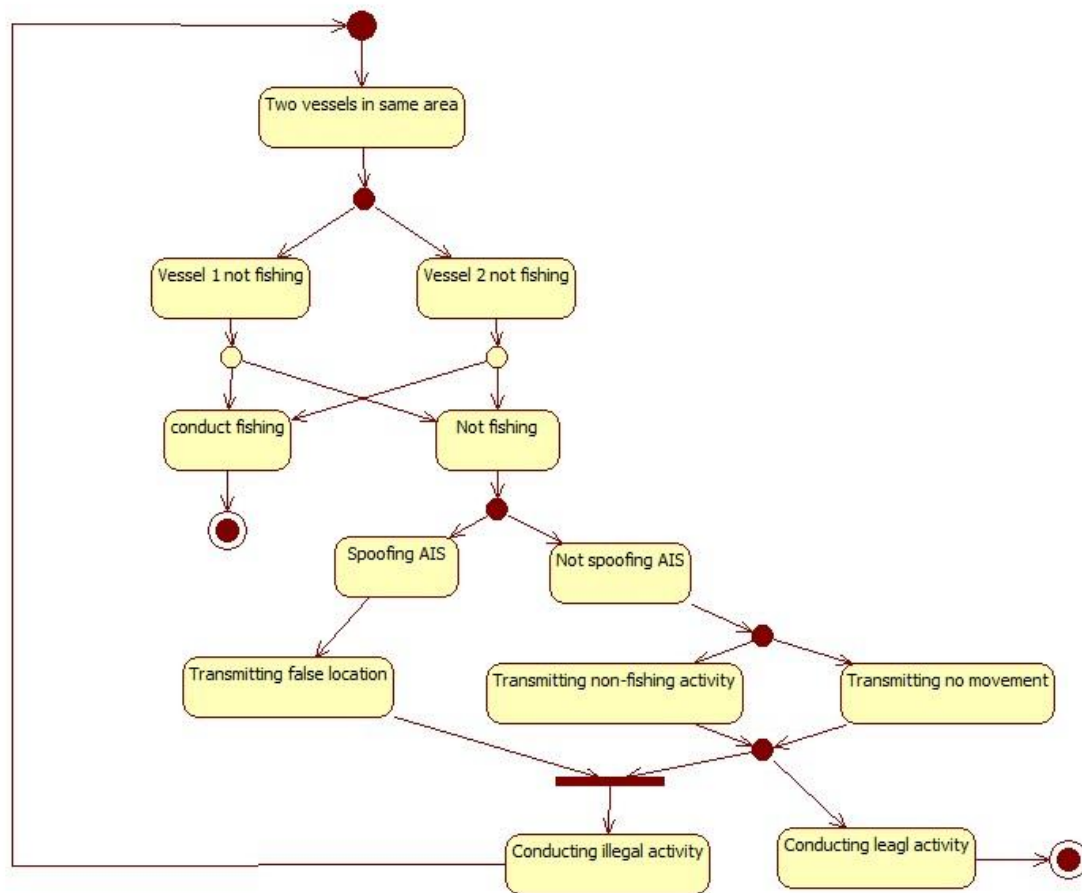 Two vessels in same area
Vessel 1 not fishing
Vessel 2 not fishing
conduct fishing
Not fishing
Spoofing AIS
Not spoofing AIS
Transmitting false location
Transmitting non-fishing activity
Transmitting no movement
Conducting illegal activity
Conducting leagl activity